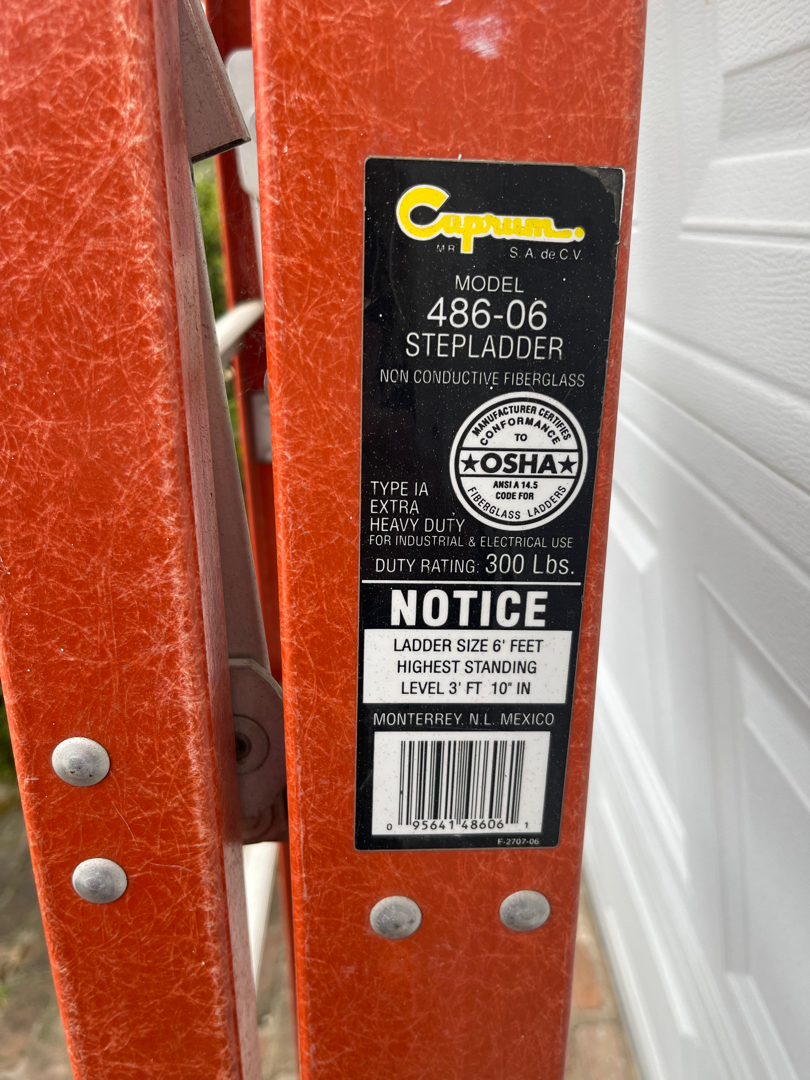 Caprum.
M R S. A. de C.V.
MODEL
486-06
STEPLADDER
NON CONDUCTIVE FIBERGLASS
MANUFACTURER CERTIFIES
CONFORMANCE
TO
★OSHA★
ANSI A 14.5
CODE FOR
FIBERGLASS LADDERS
TYPE IA
EXTRA
HEAVY DUTY
FOR INDUSTRIAL & ELECTRICAL USE
DUTY RATING: 300 Lbs.
NOTICE
LADDER SIZE 6' FEET
HIGHEST STANDING
LEVEL 3' FT 10" IN
MONTERREY, N.L. MEXICO
0 95641 48606 1
F-2707-06